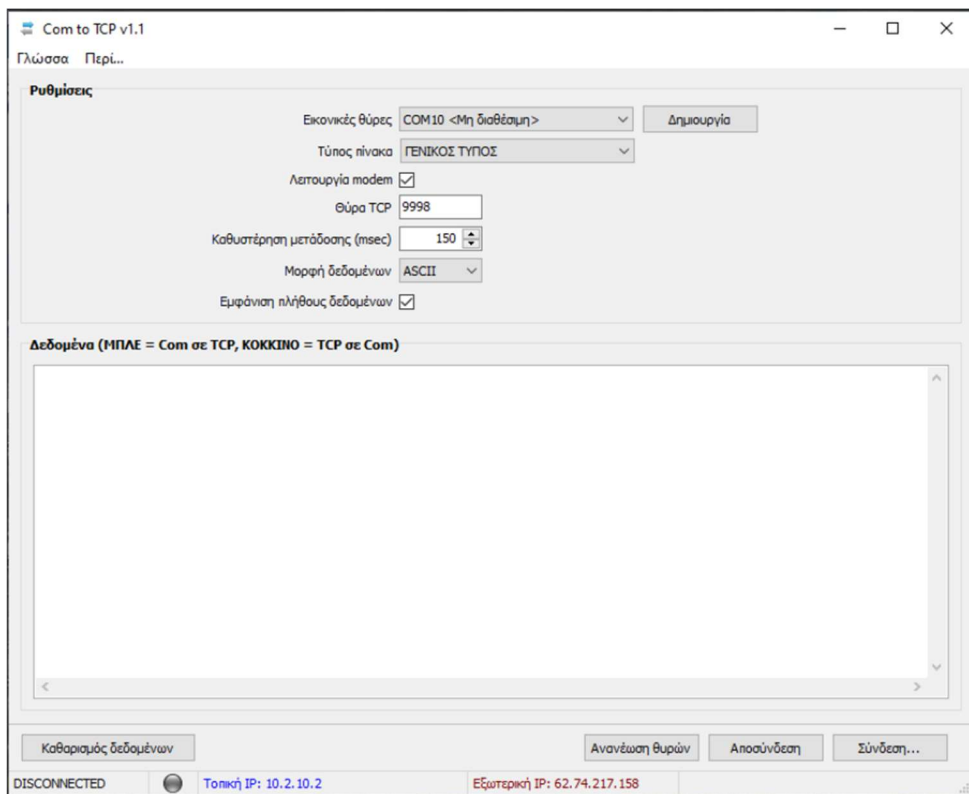 Com to TCP v1.1
Γλώσσα Περί...
Ρυθμίσεις
Εικονικές θύρες COM10 <Μη διαθέσιμη> Δημιουργία
Τύπος πίνακα ΓΕΝΙΚΟΣ ΤΥΠΟΣ
Λειτουργία modem
Θύρα TCP 9998
Καθυστέρηση μετάδοσης (msec) 150
Μορφή δεδομένων ASCII
Εμφάνιση πλήθους δεδομένων
Δεδομένα (ΜΠΛΕ = Com σε TCP, ΚΟΚΚΙΝΟ = TCP σε Com)
Καθαρισμός δεδομένων Ανανέωση θυρών Αποσύνδεση Σύνδεση...
DISCONNECTED Τοπική IP: 10.2.10.2 Εξωτερική IP: 62.74.217.158